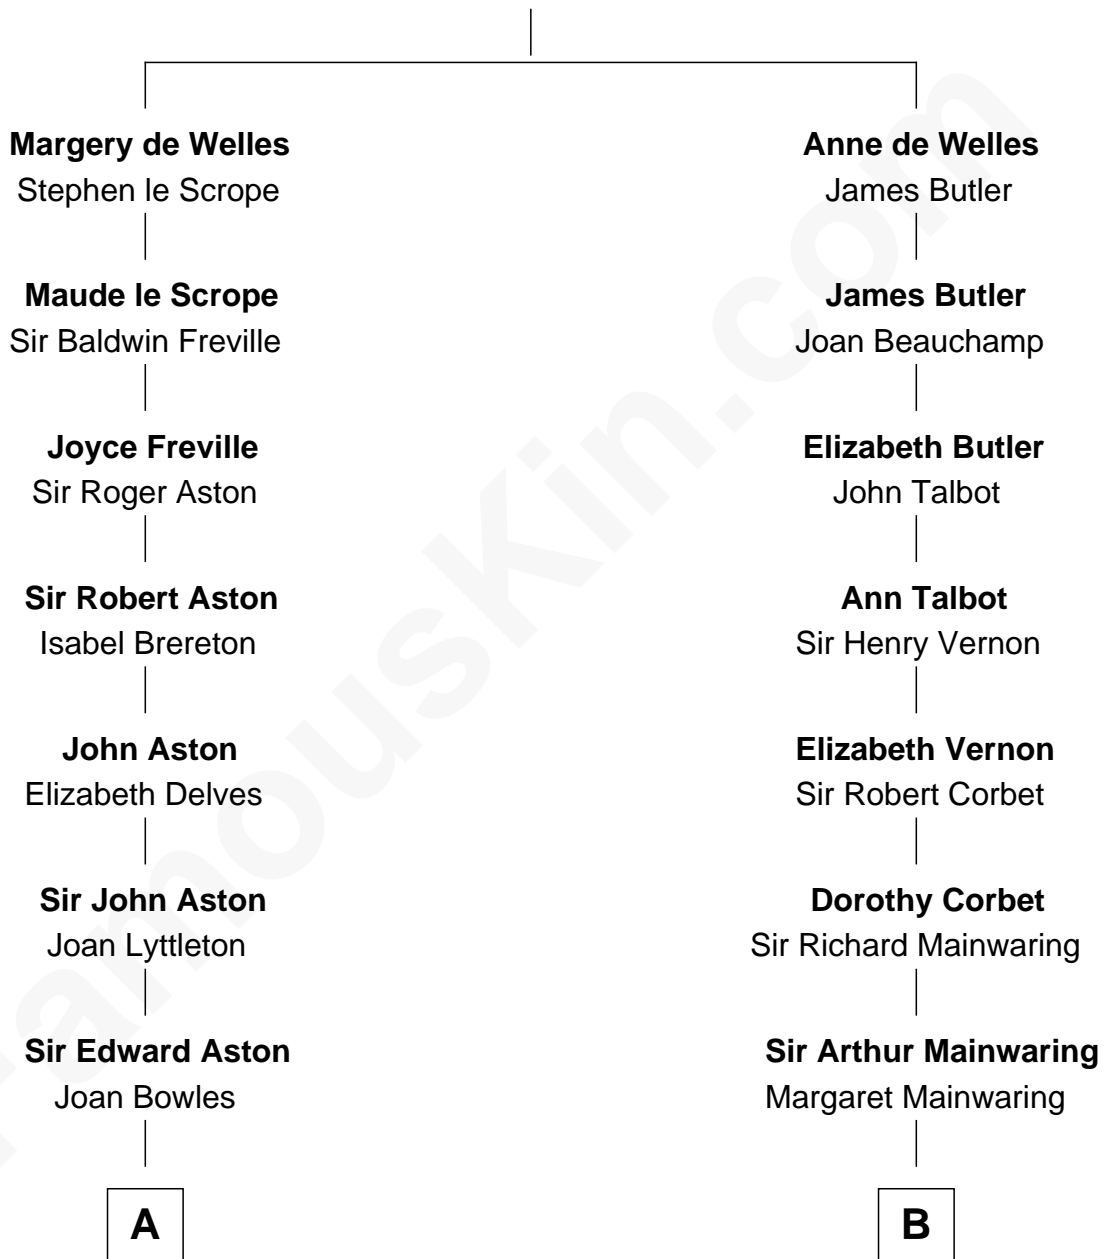 Margery de Welles
Stephen le Scrope
Maude le Scrope
Sir Baldwin Freville
Joyce Freville
Sir Roger Aston
Sir Robert Aston
Isabel Brereton
John Aston
Elizabeth Delves
Sir John Aston
Joan Lyttleton
Sir Edward Aston
Joan Bowles
A
Anne de Welles
James Butler
James Butler
Joan Beauchamp
Elizabeth Butler
John Talbot
Ann Talbot
Sir Henry Vernon
Elizabeth Vernon
Sir Robert Corbet
Dorothy Corbet
Sir Richard Mainwaring
Sir Arthur Mainwaring
Margaret Mainwaring
B
FamousKin.com